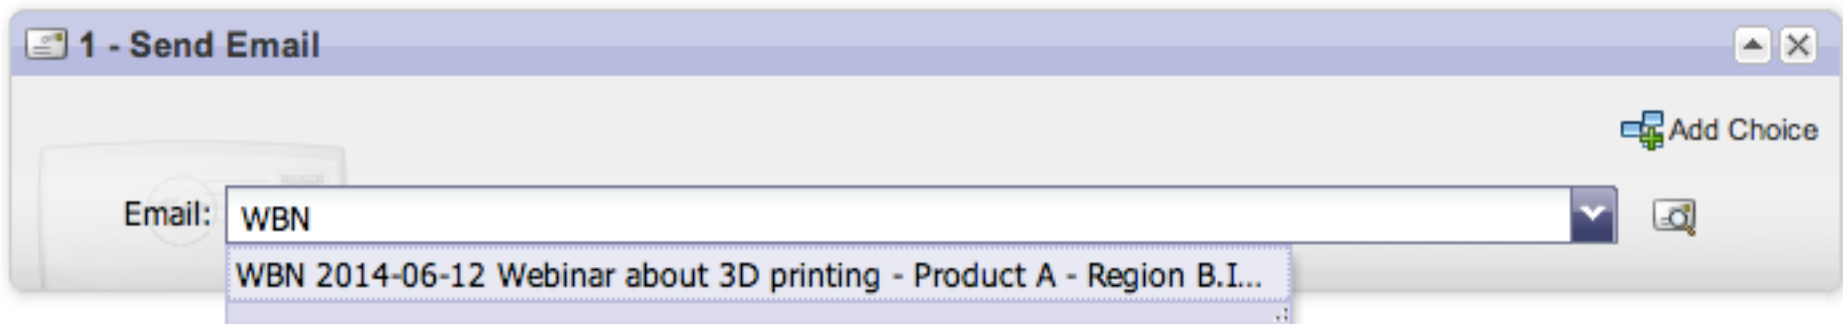 1 - Send Email
Add Choice
Email: WBN
WBN 2014-06-12 Webinar about 3D printing - Product A - Region B.I...